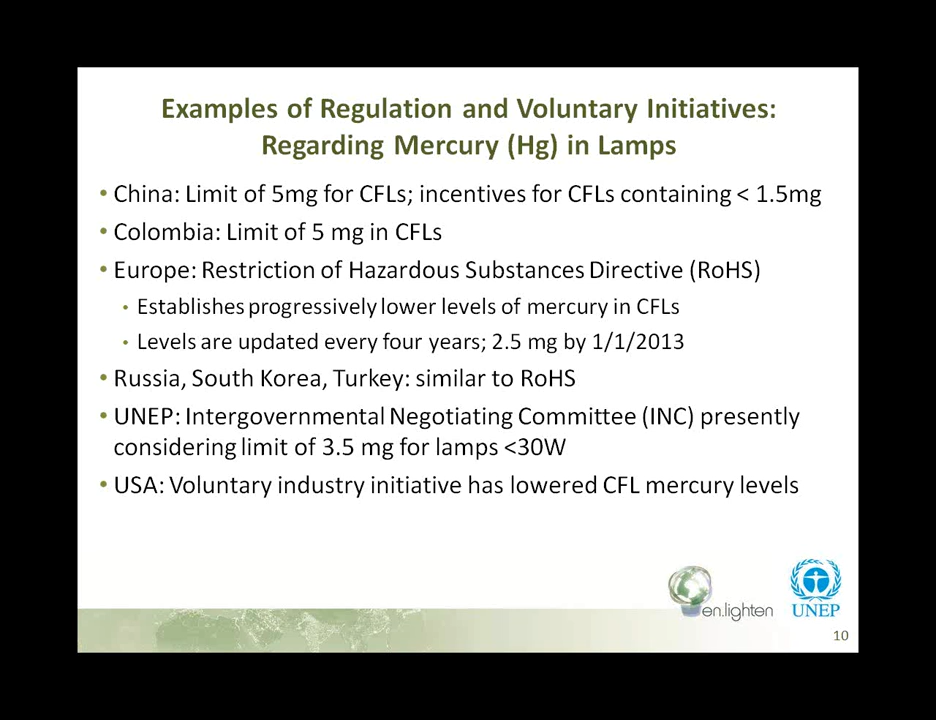 Examples of Regulation and Voluntary Initiatives:
Regarding Mercury (Hg) in Lamps
• China: Limit of 5mg for CFLs; incentives for CFLs containing < 1.5mg
• Colombia: Limit of 5 mg in CFLs
• Europe: Restriction of Hazardous Substances Directive (RoHS)
• Establishes progressively lower levels of mercury in CFLs
• Levels are updated every four years; 2.5 mg by 1/1/2013
• Russia, South Korea, Turkey: similar to RoHS
• UNEP: Intergovernmental Negotiating Committee (INC) presently
considering limit of 3.5 mg for lamps <30W
• USA: Voluntary industry initiative has lowered CFL mercury levels
en.lighten
UNEP
10